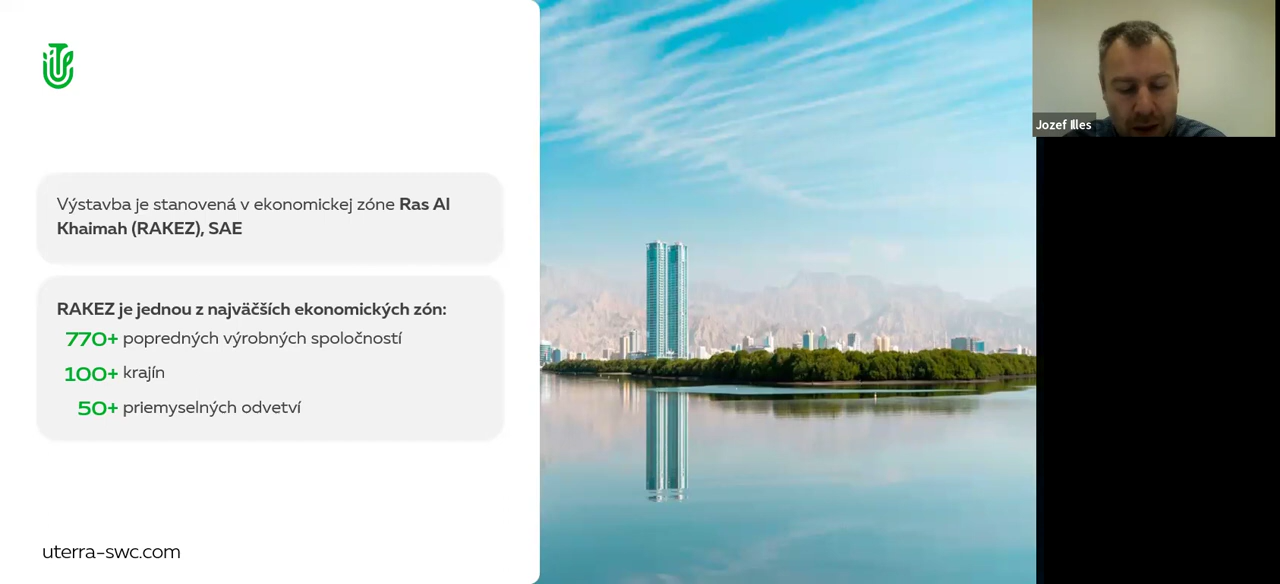 Výstavba je stanovená v ekonomickej zóne Ras Al
Khaimah (RAKEZ), SAE
RAKEZ je jednou z najväčších ekonomických zón:
770+ popredných výrobných spoločností
100+ krajín
50+ priemyselných odvetví
uterra-swc.com
Jozef Illes